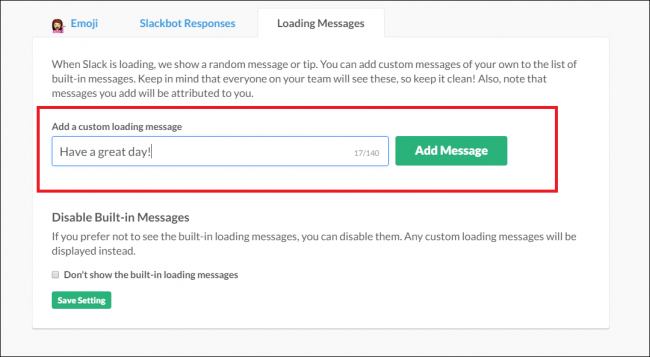 Emoji
Slackbot Responses
Loading Messages
When Slack is loading, we show a random message or tip. You can add custom messages of your own to the list
of built-in messages. Keep in mind that everyone on your team will see these, so keep it clean! Also, note that
messages you add will be attributed to you.
Add a custom loading message
Have a great day!
17/140
Add Message
Disable Built-in Messages
If you prefer not to see the built-in loading messages, you can disable them. Any custom loading messages will be
displayed instead.
Don't show the built-in loading messages
Save Setting